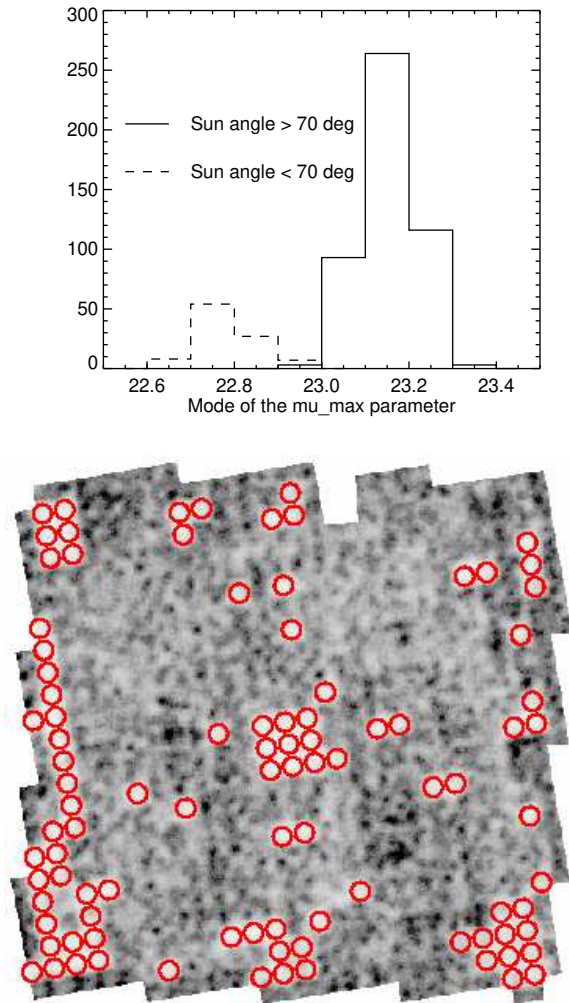 300
250
200
150
100
50
0
Sun angle > 70 deg
Sun angle < 70 deg
22.6 22.8 23.0 23.2 23.4
Mode of the mu_max parameter